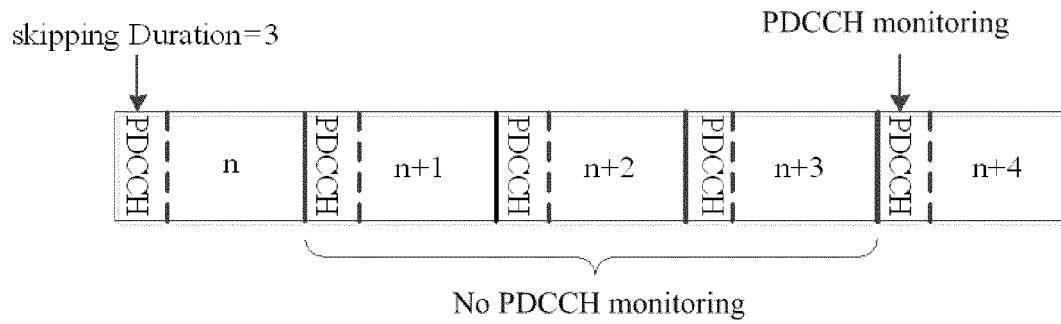 skipping Duration=3
PDCCH monitoring
PDCCH
n
PDCCH
n+1
PDCCH
n+2
PDCCH
n+3
PDCCH
n+4
No PDCCH monitoring